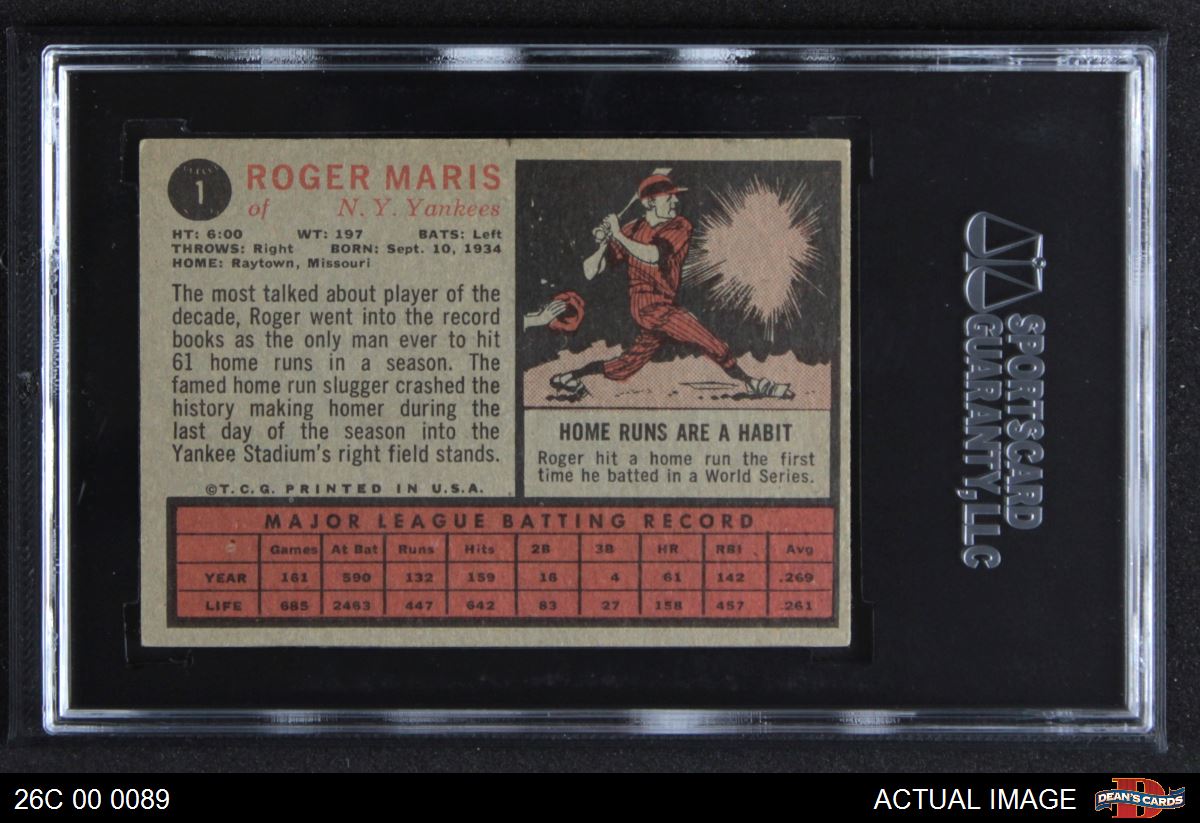 1
ROGER MARIS
of N. Y. Yankees
HT: 6:00 WT: 197 BATS: Left
THROWS: Right BORN: Sept. 10, 1934
HOME: Raytown, Missouri
The most talked about player of the
decade, Roger went into the record
books as the only man ever to hit
61 home runs in a season. The
famed home run slugger crashed the
history making homer during the
last day of the season into the
Yankee Stadium's right field stands.
©T.C.G. PRINTED IN U.S.A.
HOME RUNS ARE A HABIT
Roger hit a home run the first
time he batted in a World Series.
MAJOR LEAGUE BATTING RECORD
Games At Bat Runs Hits 2B 3B HR RBI Avg
YEAR 161 590 132 159 16 4 61 142 .269
LIFE 685 2463 447 642 83 27 158 457 .261
SPORTSCARD
GUARANTY, LLC
26C 00 0089
ACTUAL IMAGE
D
DEAN'S CARDS